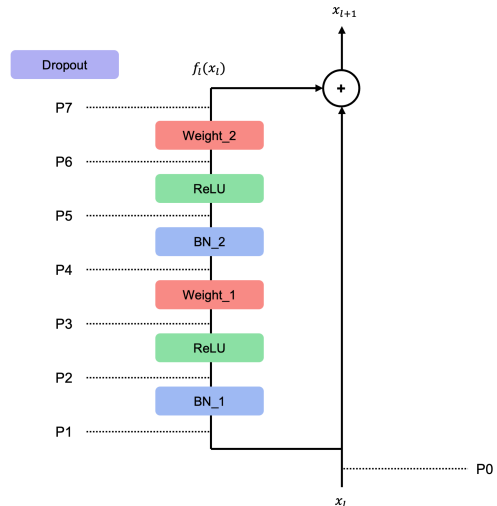 x_{l+1}
Dropout
f_l(x_l)
+
P7
Weight_2
P6
ReLU
P5
BN_2
P4
Weight_1
P3
ReLU
P2
BN_1
P1
P0
x_l